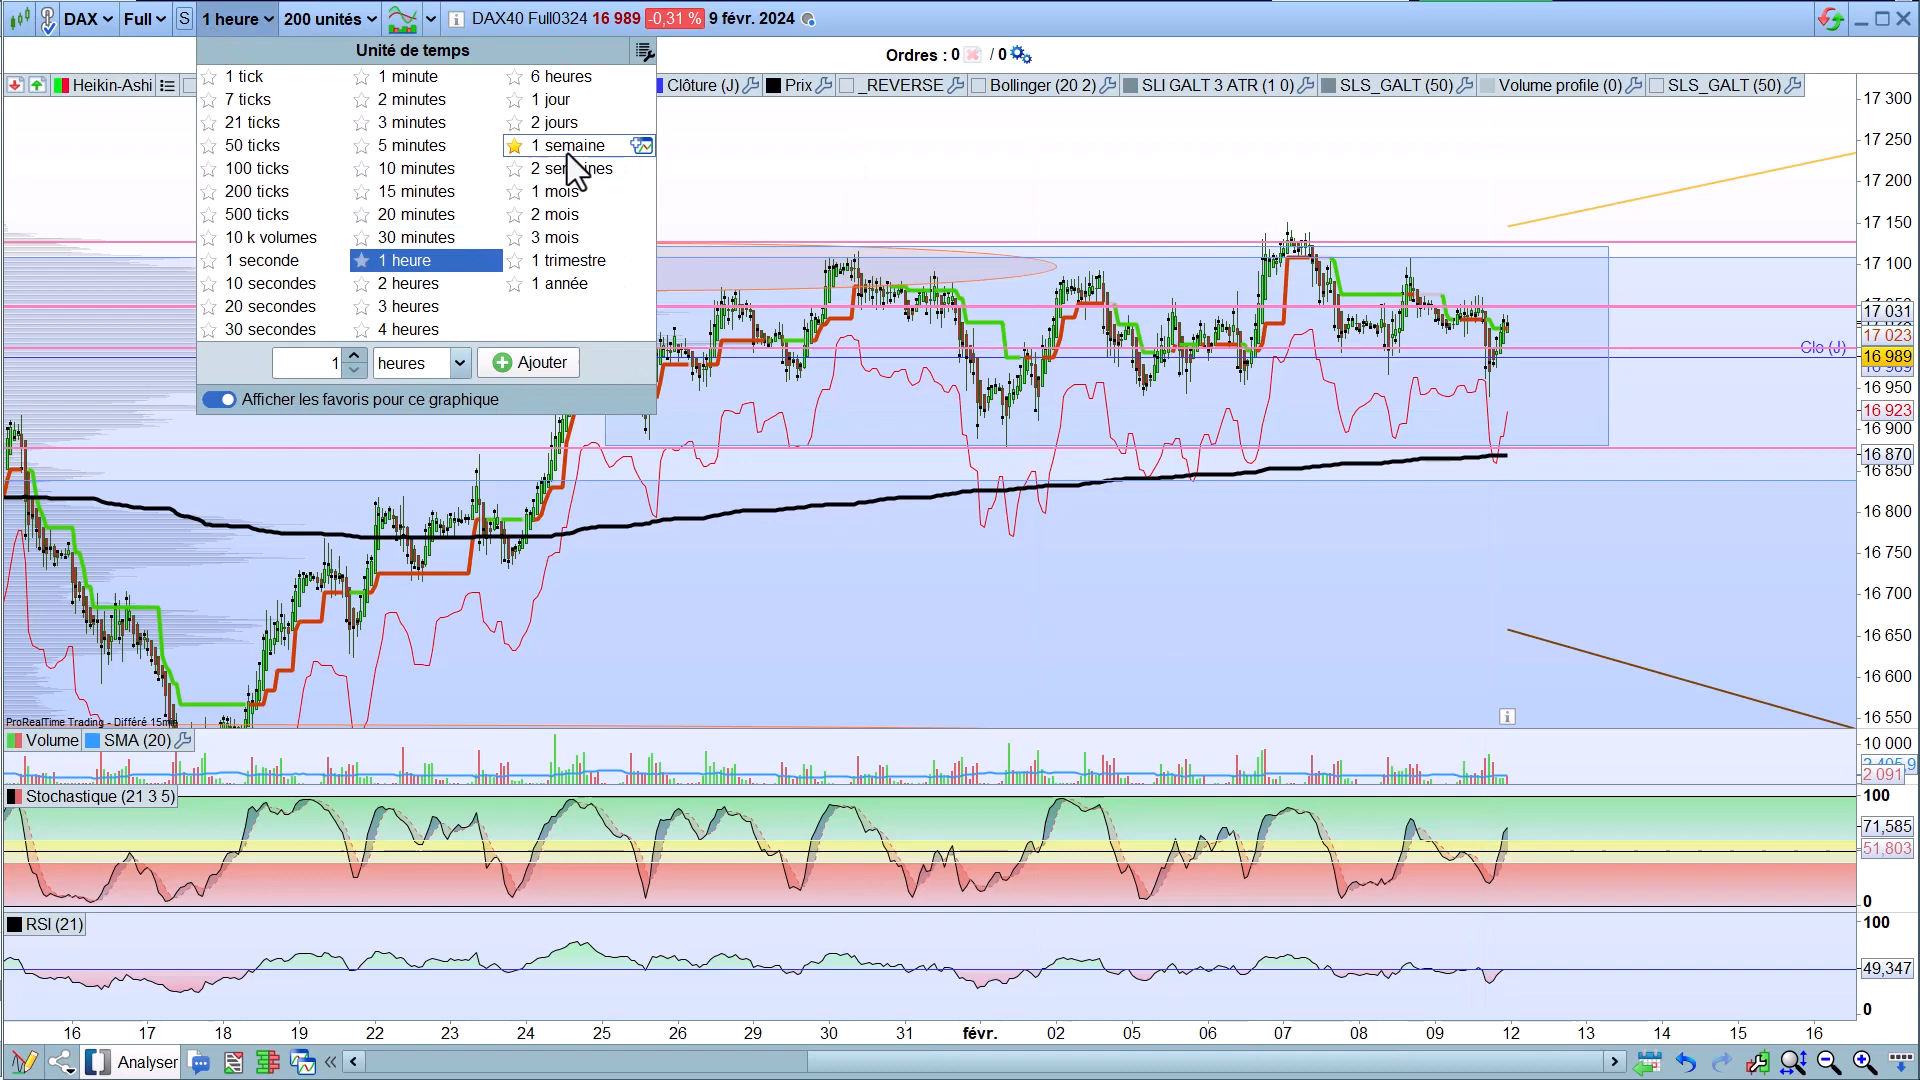 DAX Full S 1 heure 200 unités DAX40 Full0324 16 989 -0,31 % 9 févr. 2024
Unité de temps
Ordres : 0 / 0
1 tick 1 minute 6 heures
Heikin-Ashi Clôture (J) Prix _REVERSE Bollinger (20 2) SLI GALT 3 ATR (1 0) SLS_GALT (50) Volume profile (0) SLS_GALT (50)
7 ticks 2 minutes 1 jour
21 ticks 3 minutes 2 jours
50 ticks 5 minutes 1 semaine
100 ticks 10 minutes
200 ticks 15 minutes 1 mois
500 ticks 20 minutes 2 mois
10 k volumes 30 minutes 3 mois
1 seconde 1 heure 1 trimestre
10 secondes 2 heures 1 année
20 secondes 3 heures
30 secondes 4 heures
1 heures Ajouter
Afficher les favoris pour ce graphique
17 300
17 250
17 200
17 150
17 100
17 031
17 023
Clo (J)
16 989
16 950
16 923
16 900
16 870
16 850
16 800
16 750
16 700
16 650
16 600
16 550
ProRealTime Trading - Différé 15min
Volume SMA (20)
10 000
2 091
Stochastique (21 3 5)
100
71,585
51,803
0
RSI (21)
100
49,347
0
16 17 18 19 22 23 24 25 26 29 30 31 févr. 02 05 06 07 08 09 12 13 14 15 16
Analyser